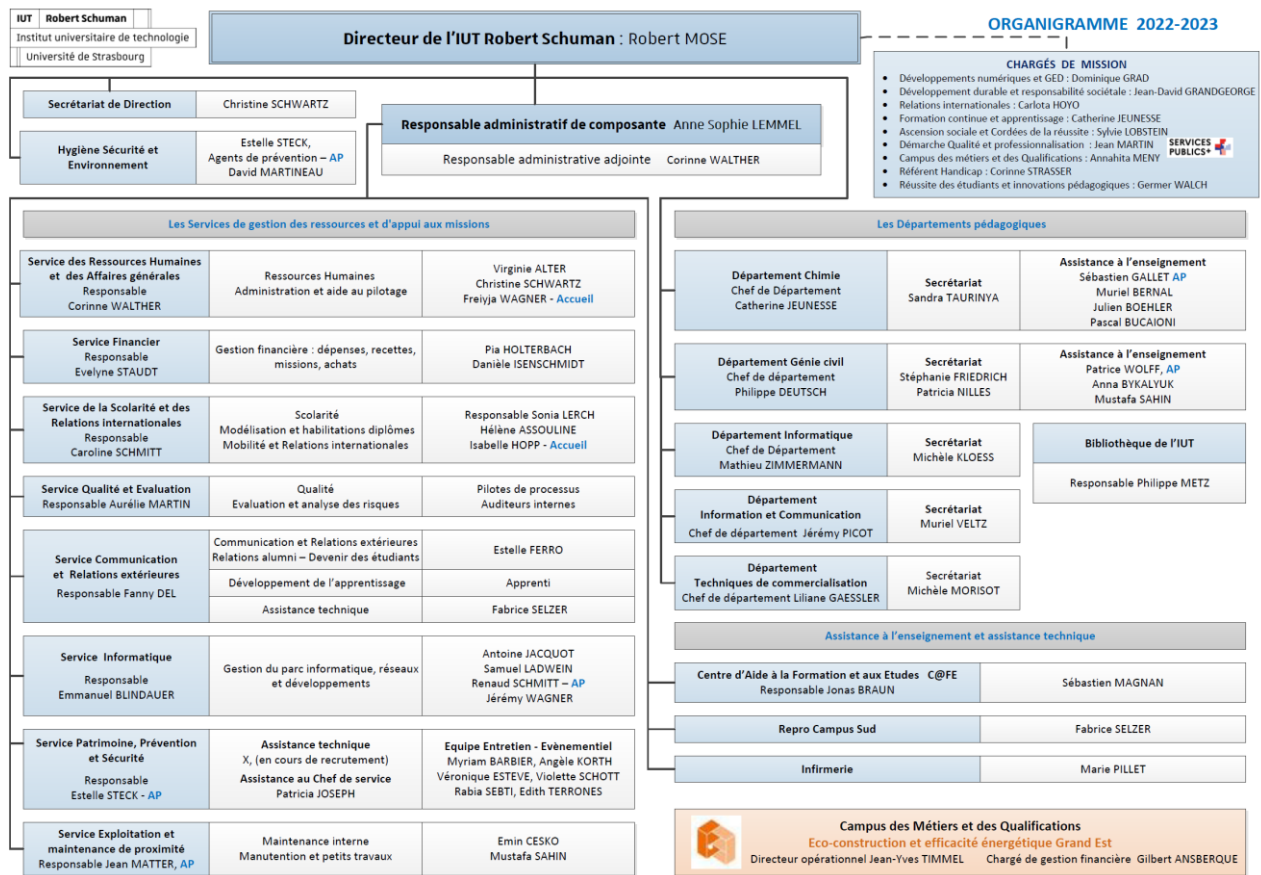 IUT Robert Schuman
Institut universitaire de technologie
Université de Strasbourg
Directeur de l'IUT Robert Schuman : Robert MOSE
ORGANIGRAMME 2022-2023
CHARGÉS DE MISSION
• Développements numériques et GED : Dominique GRAD
• Développement durable et responsabilité sociétale : Jean-David GRANDGEORGE
• Relations internationales : Carlota HOYO
• Formation continue et apprentissage : Catherine JEUNESSE
• Ascension sociale et Cordées de la réussite : Sylvie LOBSTEIN
• Démarche Qualité et professionnalisation : Jean MARTIN
SERVICES
PUBLICS+
• Campus des métiers et des Qualifications : Annahita MENY
• Référent Handicap : Corinne STRASSER
• Réussite des étudiants et innovations pédagogiques : Germer WALCH
Secrétariat de Direction
Christine SCHWARTZ
Hygiène Sécurité et
Environnement
Estelle STECK,
Agents de prévention – AP
David MARTINEAU
Responsable administratif de composante Anne Sophie LEMMEL
Responsable administrative adjointe Corinne WALTHER
Les Services de gestion des ressources et d'appui aux missions
Service des Ressources Humaines
et des Affaires générales
Responsable
Corinne WALTHER
Ressources Humaines
Administration et aide au pilotage
Virginie ALTER
Christine SCHWARTZ
Freiyja WAGNER - Accueil
Service Financier
Responsable
Evelyne STAUDT
Gestion financière : dépenses, recettes,
missions, achats
Pia HOLTERBACH
Danièle ISENSCHMIDT
Service de la Scolarité et des
Relations internationales
Responsable
Caroline SCHMITT
Scolarité
Modélisation et habilitations diplômes
Mobilité et Relations internationales
Responsable Sonia LERCH
Hélène ASSOULINE
Isabelle HOPP - Accueil
Service Qualité et Evaluation
Responsable Aurélie MARTIN
Qualité
Evaluation et analyse des risques
Pilotes de processus
Auditeurs internes
Service Communication
et Relations extérieures
Responsable Fanny DEL
Communication et Relations extérieures
Relations alumni – Devenir des étudiants
Estelle FERRO
Développement de l'apprentissage
Apprenti
Assistance technique
Fabrice SELZER
Service Informatique
Responsable
Emmanuel BLINDAUER
Gestion du parc informatique, réseaux
et développements
Antoine JACQUOT
Samuel LADWEIN
Renaud SCHMITT – AP
Jérémy WAGNER
Service Patrimoine, Prévention
et Sécurité
Responsable
Estelle STECK - AP
Assistance technique
X, (en cours de recrutement)
Assistance au Chef de service
Patricia JOSEPH
Equipe Entretien - Evènementiel
Myriam BARBIER, Angèle KORTH
Véronique ESTEVE, Violette SCHOTT
Rabia SEBTI, Edith TERRONES
Service Exploitation et
maintenance de proximité
Responsable Jean MATTER, AP
Maintenance interne
Manutention et petits travaux
Emin CESKO
Mustafa SAHIN
Les Départements pédagogiques
Département Chimie
Chef de Département
Catherine JEUNESSE
Secrétariat
Sandra TAURINYA
Assistance à l'enseignement
Sébastien GALLET AP
Muriel BERNAL
Julien BOEHLER
Pascal BUCAIONI
Département Génie civil
Chef de département
Philippe DEUTSCH
Secrétariat
Stéphanie FRIEDRICH
Patricia NILLES
Assistance à l'enseignement
Patrice WOLFF, AP
Anna BYKALYUK
Mustafa SAHIN
Département Informatique
Chef de Département
Mathieu ZIMMERMANN
Secrétariat
Michèle KLOESS
Bibliothèque de l'IUT
Responsable Philippe METZ
Département
Information et Communication
Chef de département Jérémy PICOT
Secrétariat
Muriel VELTZ
Département
Techniques de commercialisation
Chef de département Liliane GAESSLER
Secrétariat
Michèle MORISOT
Assistance à l'enseignement et assistance technique
Centre d'Aide à la Formation et aux Etudes C@FE
Responsable Jonas BRAUN
Sébastien MAGNAN
Repro Campus Sud
Fabrice SELZER
Infirmerie
Marie PILLET
Campus des Métiers et des Qualifications
Eco-construction et efficacité énergétique Grand Est
Directeur opérationnel Jean-Yves TIMMEL Chargé de gestion financière Gilbert ANSBERQUE